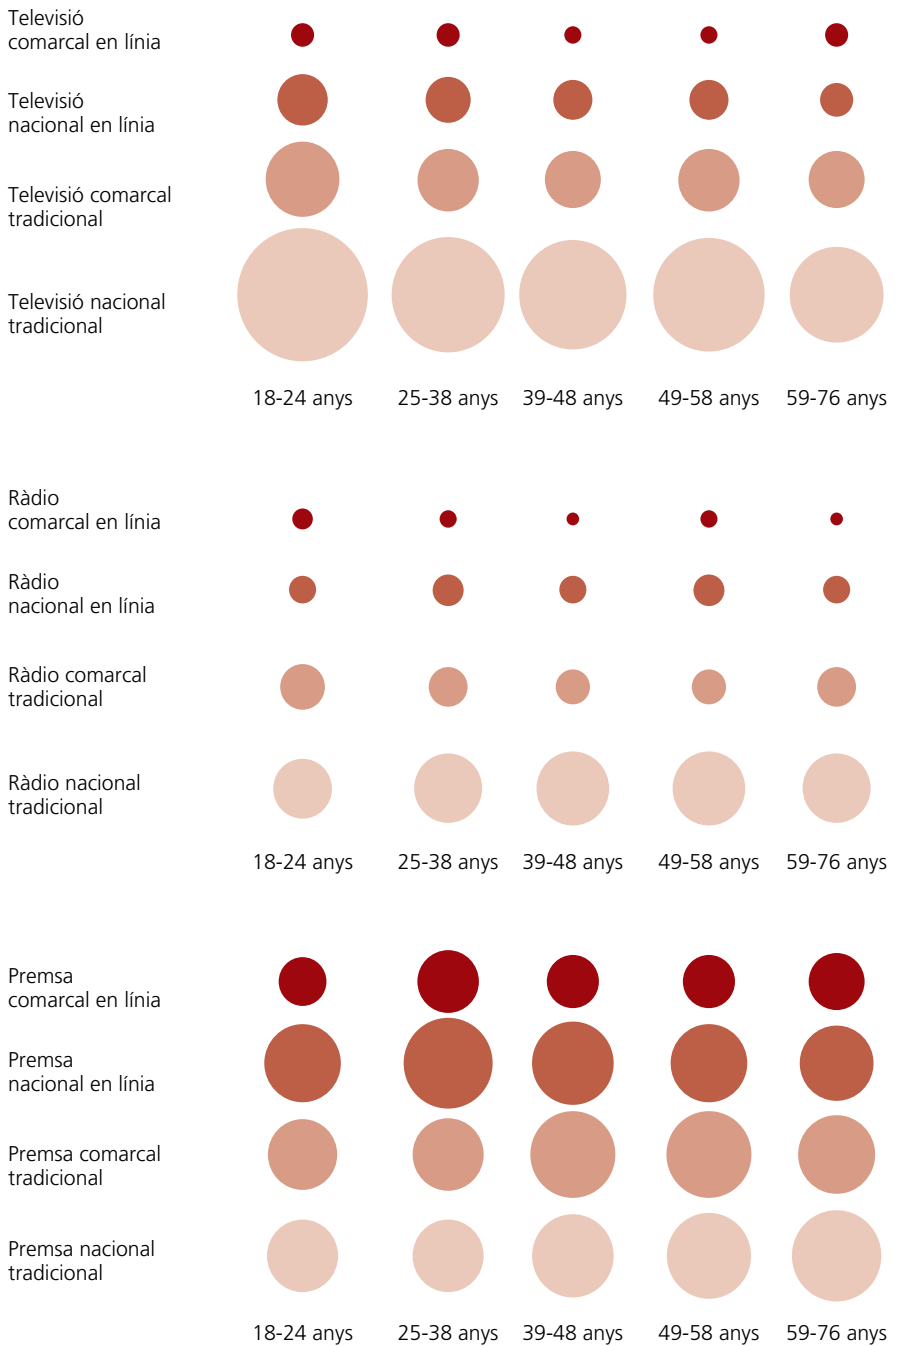 Televisió
comarcal en línia
Televisió
nacional en línia
Televisió comarcal
tradicional
Televisió nacional
tradicional
18-24 anys 25-38 anys 39-48 anys 49-58 anys 59-76 anys
Ràdio
comarcal en línia
Ràdio
nacional en línia
Ràdio comarcal
tradicional
Ràdio nacional
tradicional
18-24 anys 25-38 anys 39-48 anys 49-58 anys 59-76 anys
Premsa
comarcal en línia
Premsa
nacional en línia
Premsa comarcal
tradicional
Premsa nacional
tradicional
18-24 anys 25-38 anys 39-48 anys 49-58 anys 59-76 anys